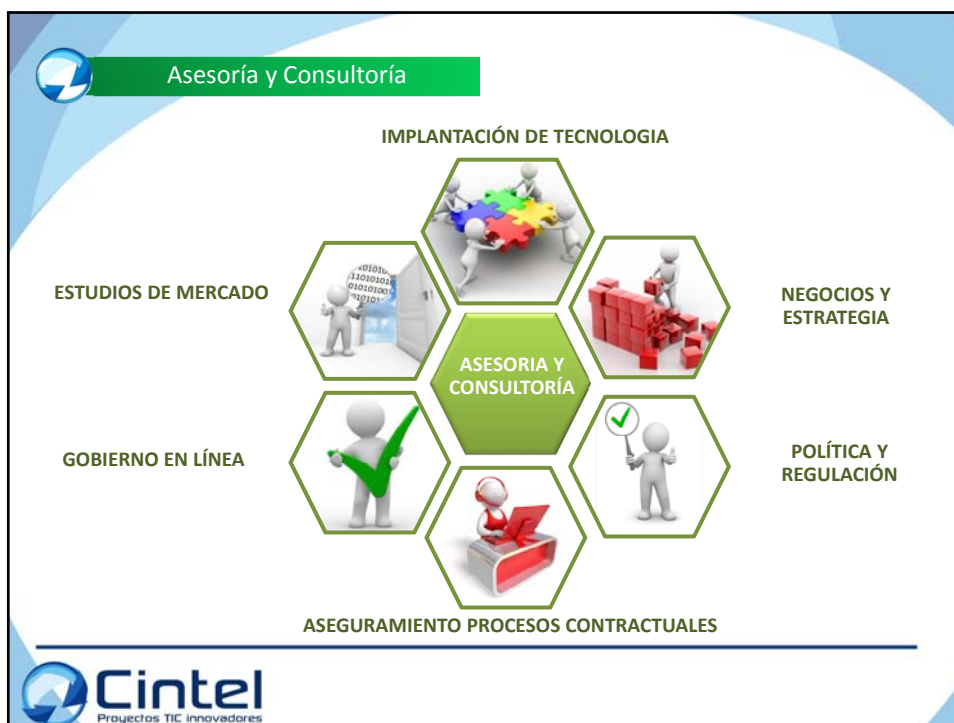 Asesoría y Consultoría
IMPLANTACIÓN DE TECNOLOGIA
ESTUDIOS DE MERCADO
NEGOCIOS Y
ESTRATEGIA
ASESORIA Y
CONSULTORÍA
GOBIERNO EN LÍNEA
POLÍTICA Y
REGULACIÓN
ASEGURAMIENTO PROCESOS CONTRACTUALES
Cintel
Proyectos TIC innovadores